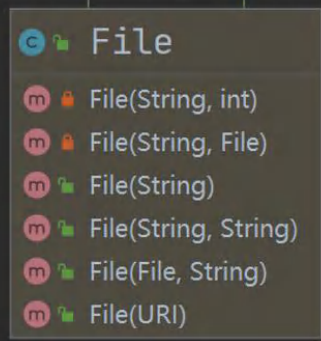 C File
m File(String, int)
m File(String, File)
m File(String)
m File(String, String)
m File(File, String)
m File(URI)